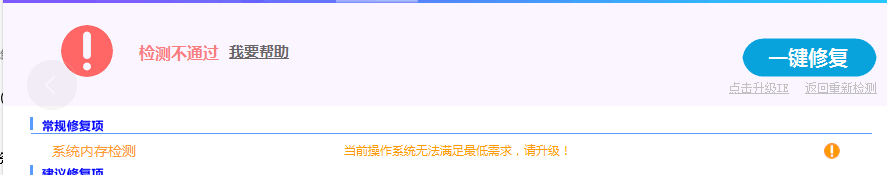 检测不通过 我要帮助
一键修复
点击升级IE 返回重新检测
常规修复项
系统内存检测 当前操作系统无法满足最低需求，请升级！
建议修复项